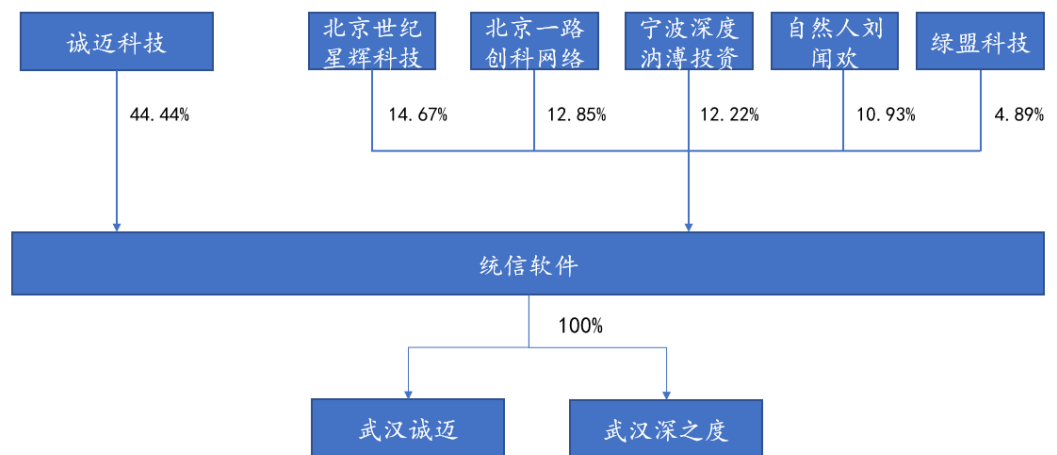 诚迈科技
北京世纪
星辉科技
北京一路
创科网络
宁波深度
汭溥投资
自然人刘
闻欢
绿盟科技
44.44%
14.67%
12.85%
12.22%
10.93%
4.89%
统信软件
100%
武汉诚迈
武汉深之度